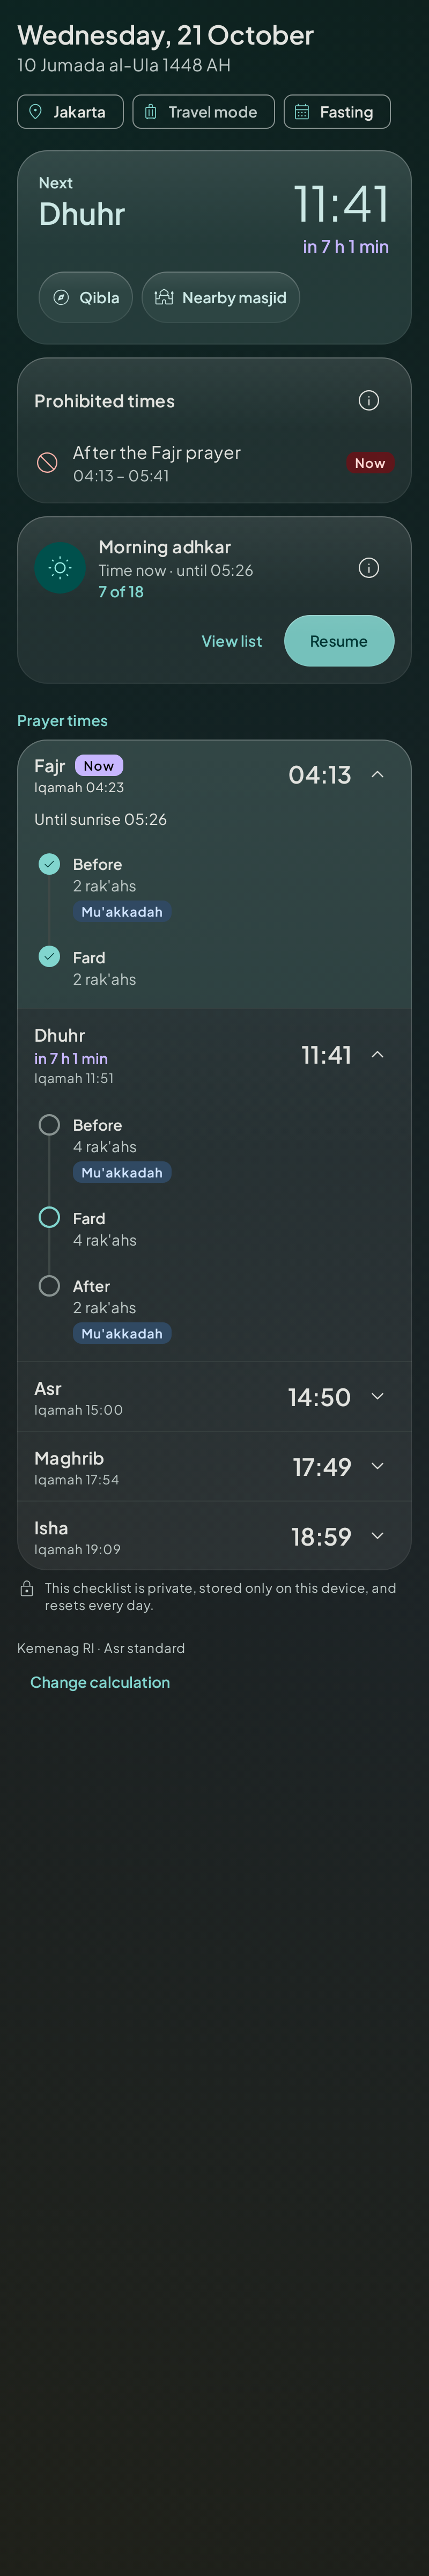 Wednesday, 21 October
10 Jumada al-Ula 1448 AH
Jakarta
Travel mode
Fasting
Next
Dhuhr
11:41
in 7 h 1 min
Qibla
Nearby masjid
Prohibited times
After the Fajr prayer
04:13 – 05:41
Now
Morning adhkar
Time now · until 05:26
7 of 18
View list
Resume
Prayer times
Fajr
Now
Iqamah 04:23
04:13
Until sunrise 05:26
Before
2 rak'ahs
Mu'akkadah
Fard
2 rak'ahs
Dhuhr
in 7 h 1 min
Iqamah 11:51
11:41
Before
4 rak'ahs
Mu'akkadah
Fard
4 rak'ahs
After
2 rak'ahs
Mu'akkadah
Asr
Iqamah 15:00
14:50
Maghrib
Iqamah 17:54
17:49
Isha
Iqamah 19:09
18:59
This checklist is private, stored only on this device, and
resets every day.
Kemenag RI · Asr standard
Change calculation